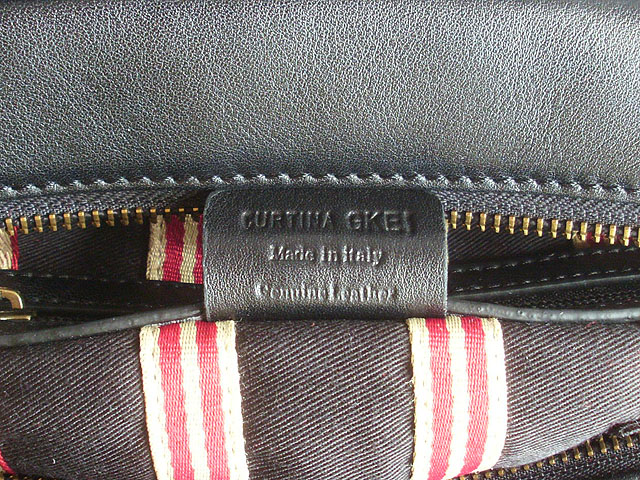 CURTINA GKEI
Made in Italy
Genuine Leather